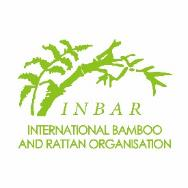 INBAR
INTERNATIONAL BAMBOO
AND RATTAN ORGANISATION